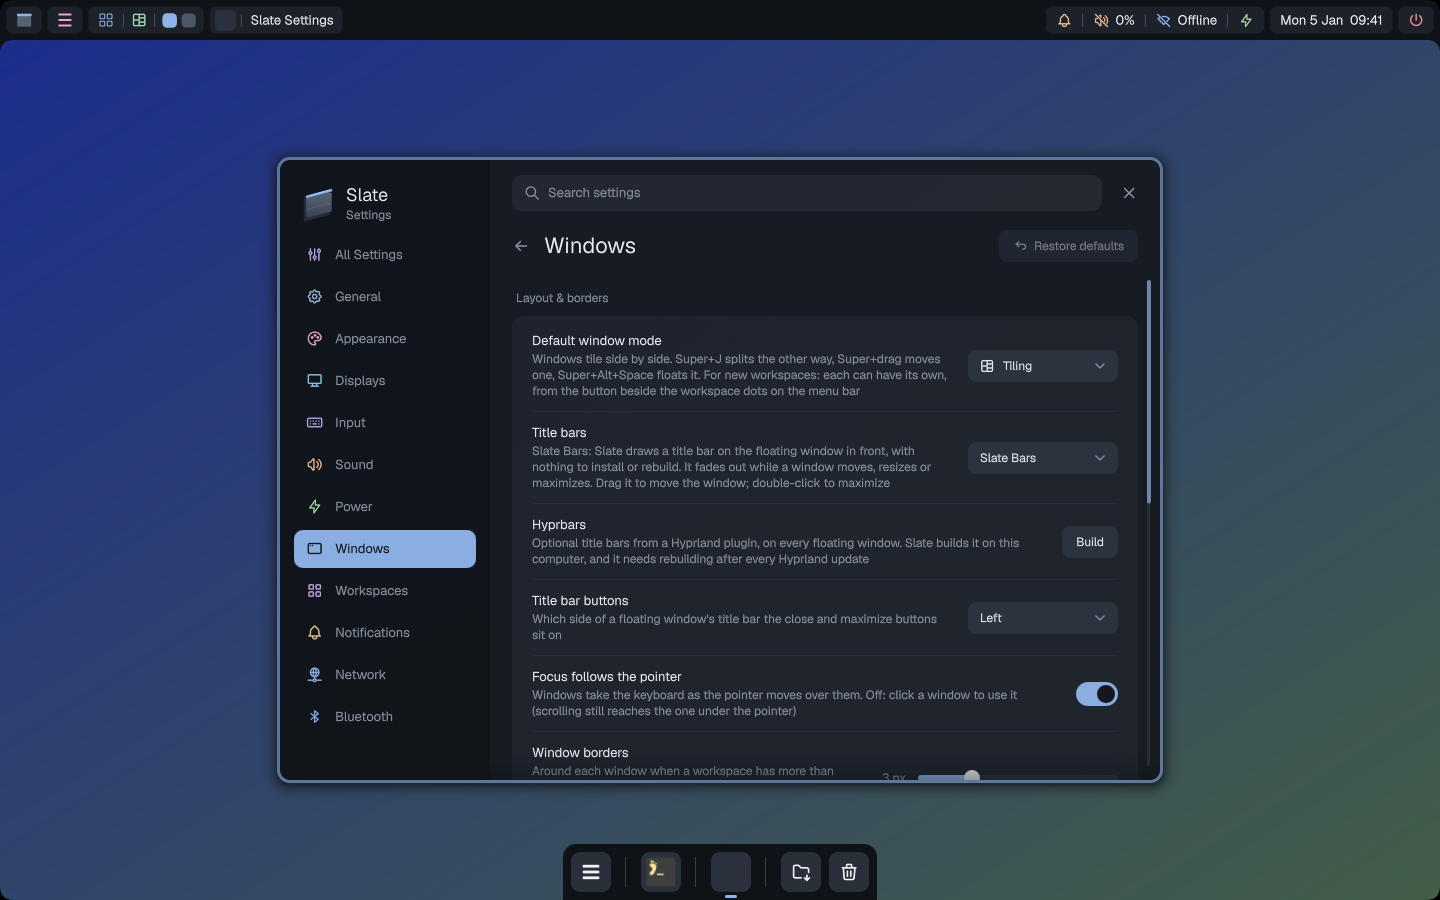 Slate Settings
0%
Offline
Mon 5 Jan 09:41
Slate
Settings
All Settings
General
Appearance
Displays
Input
Sound
Power
Windows
Workspaces
Notifications
Network
Bluetooth
Search settings
Windows
Restore defaults
Layout & borders
Default window mode
Windows tile side by side. Super+J splits the other way, Super+drag moves
one, Super+Alt+Space floats it. For new workspaces: each can have its own,
from the button beside the workspace dots on the menu bar
Tiling
Title bars
Slate Bars: Slate draws a title bar on the floating window in front, with
nothing to install or rebuild. It fades out while a window moves, resizes or
maximizes. Drag it to move the window; double-click to maximize
Slate Bars
Hyprbars
Optional title bars from a Hyprland plugin, on every floating window. Slate builds it on this
computer, and it needs rebuilding after every Hyprland update
Build
Title bar buttons
Which side of a floating window's title bar the close and maximize buttons
sit on
Left
Focus follows the pointer
Windows take the keyboard as the pointer moves over them. Off: click a window to use it
(scrolling still reaches the one under the pointer)
Window borders
Around each window when a workspace has more than
3 px